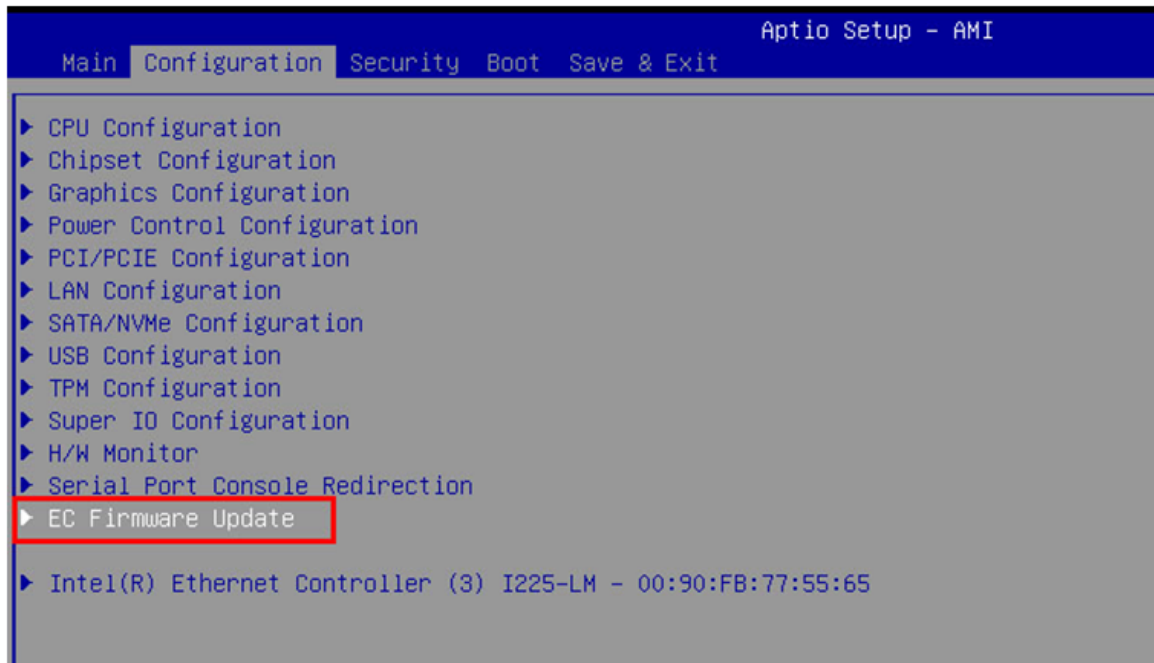 Aptio Setup – AMI
Main Configuration Security Boot Save & Exit
CPU Configuration
Chipset Configuration
Graphics Configuration
Power Control Configuration
PCI/PCIE Configuration
LAN Configuration
SATA/NVMe Configuration
USB Configuration
TPM Configuration
Super IO Configuration
H/W Monitor
Serial Port Console Redirection
EC Firmware Update
Intel(R) Ethernet Controller (3) I225-LM - 00:90:FB:77:55:65